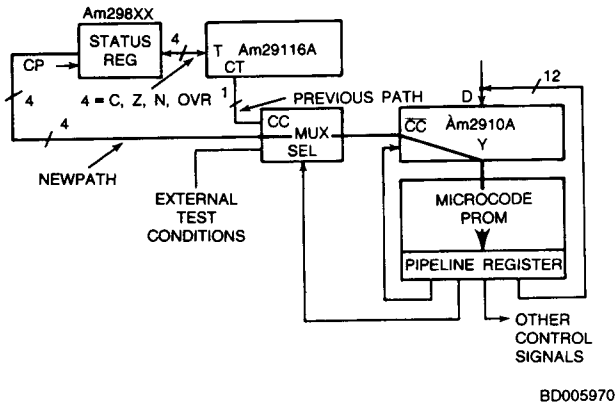 Am298XX
STATUS
REG
CP
4
T
Am29116A
CT
4
4 = C, Z, N, OVR
1
PREVIOUS PATH
4
NEWPATH
CC
MUX
SEL
EXTERNAL
TEST
CONDITIONS
12
D
CC
Am2910A
Y
MICROCODE
PROM
PIPELINE REGISTER
OTHER
CONTROL
SIGNALS
BD005970